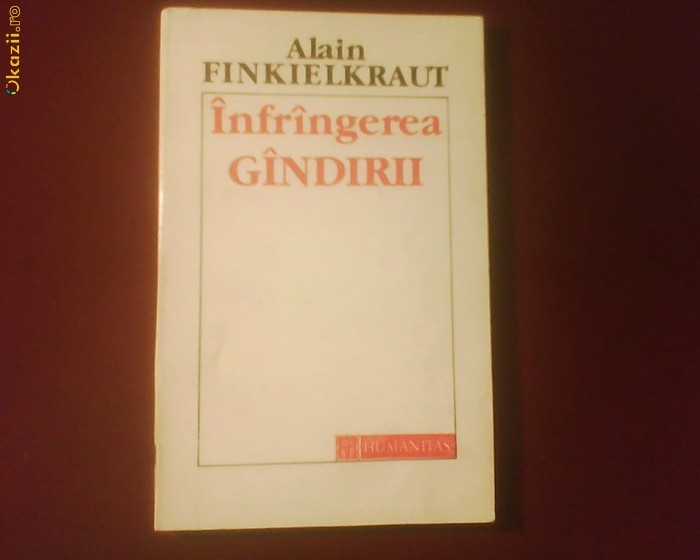 Okazii.ro
Alain
FINKIELKRAUT
Înfrîngerea
GÎNDIRII
HUMANITAS